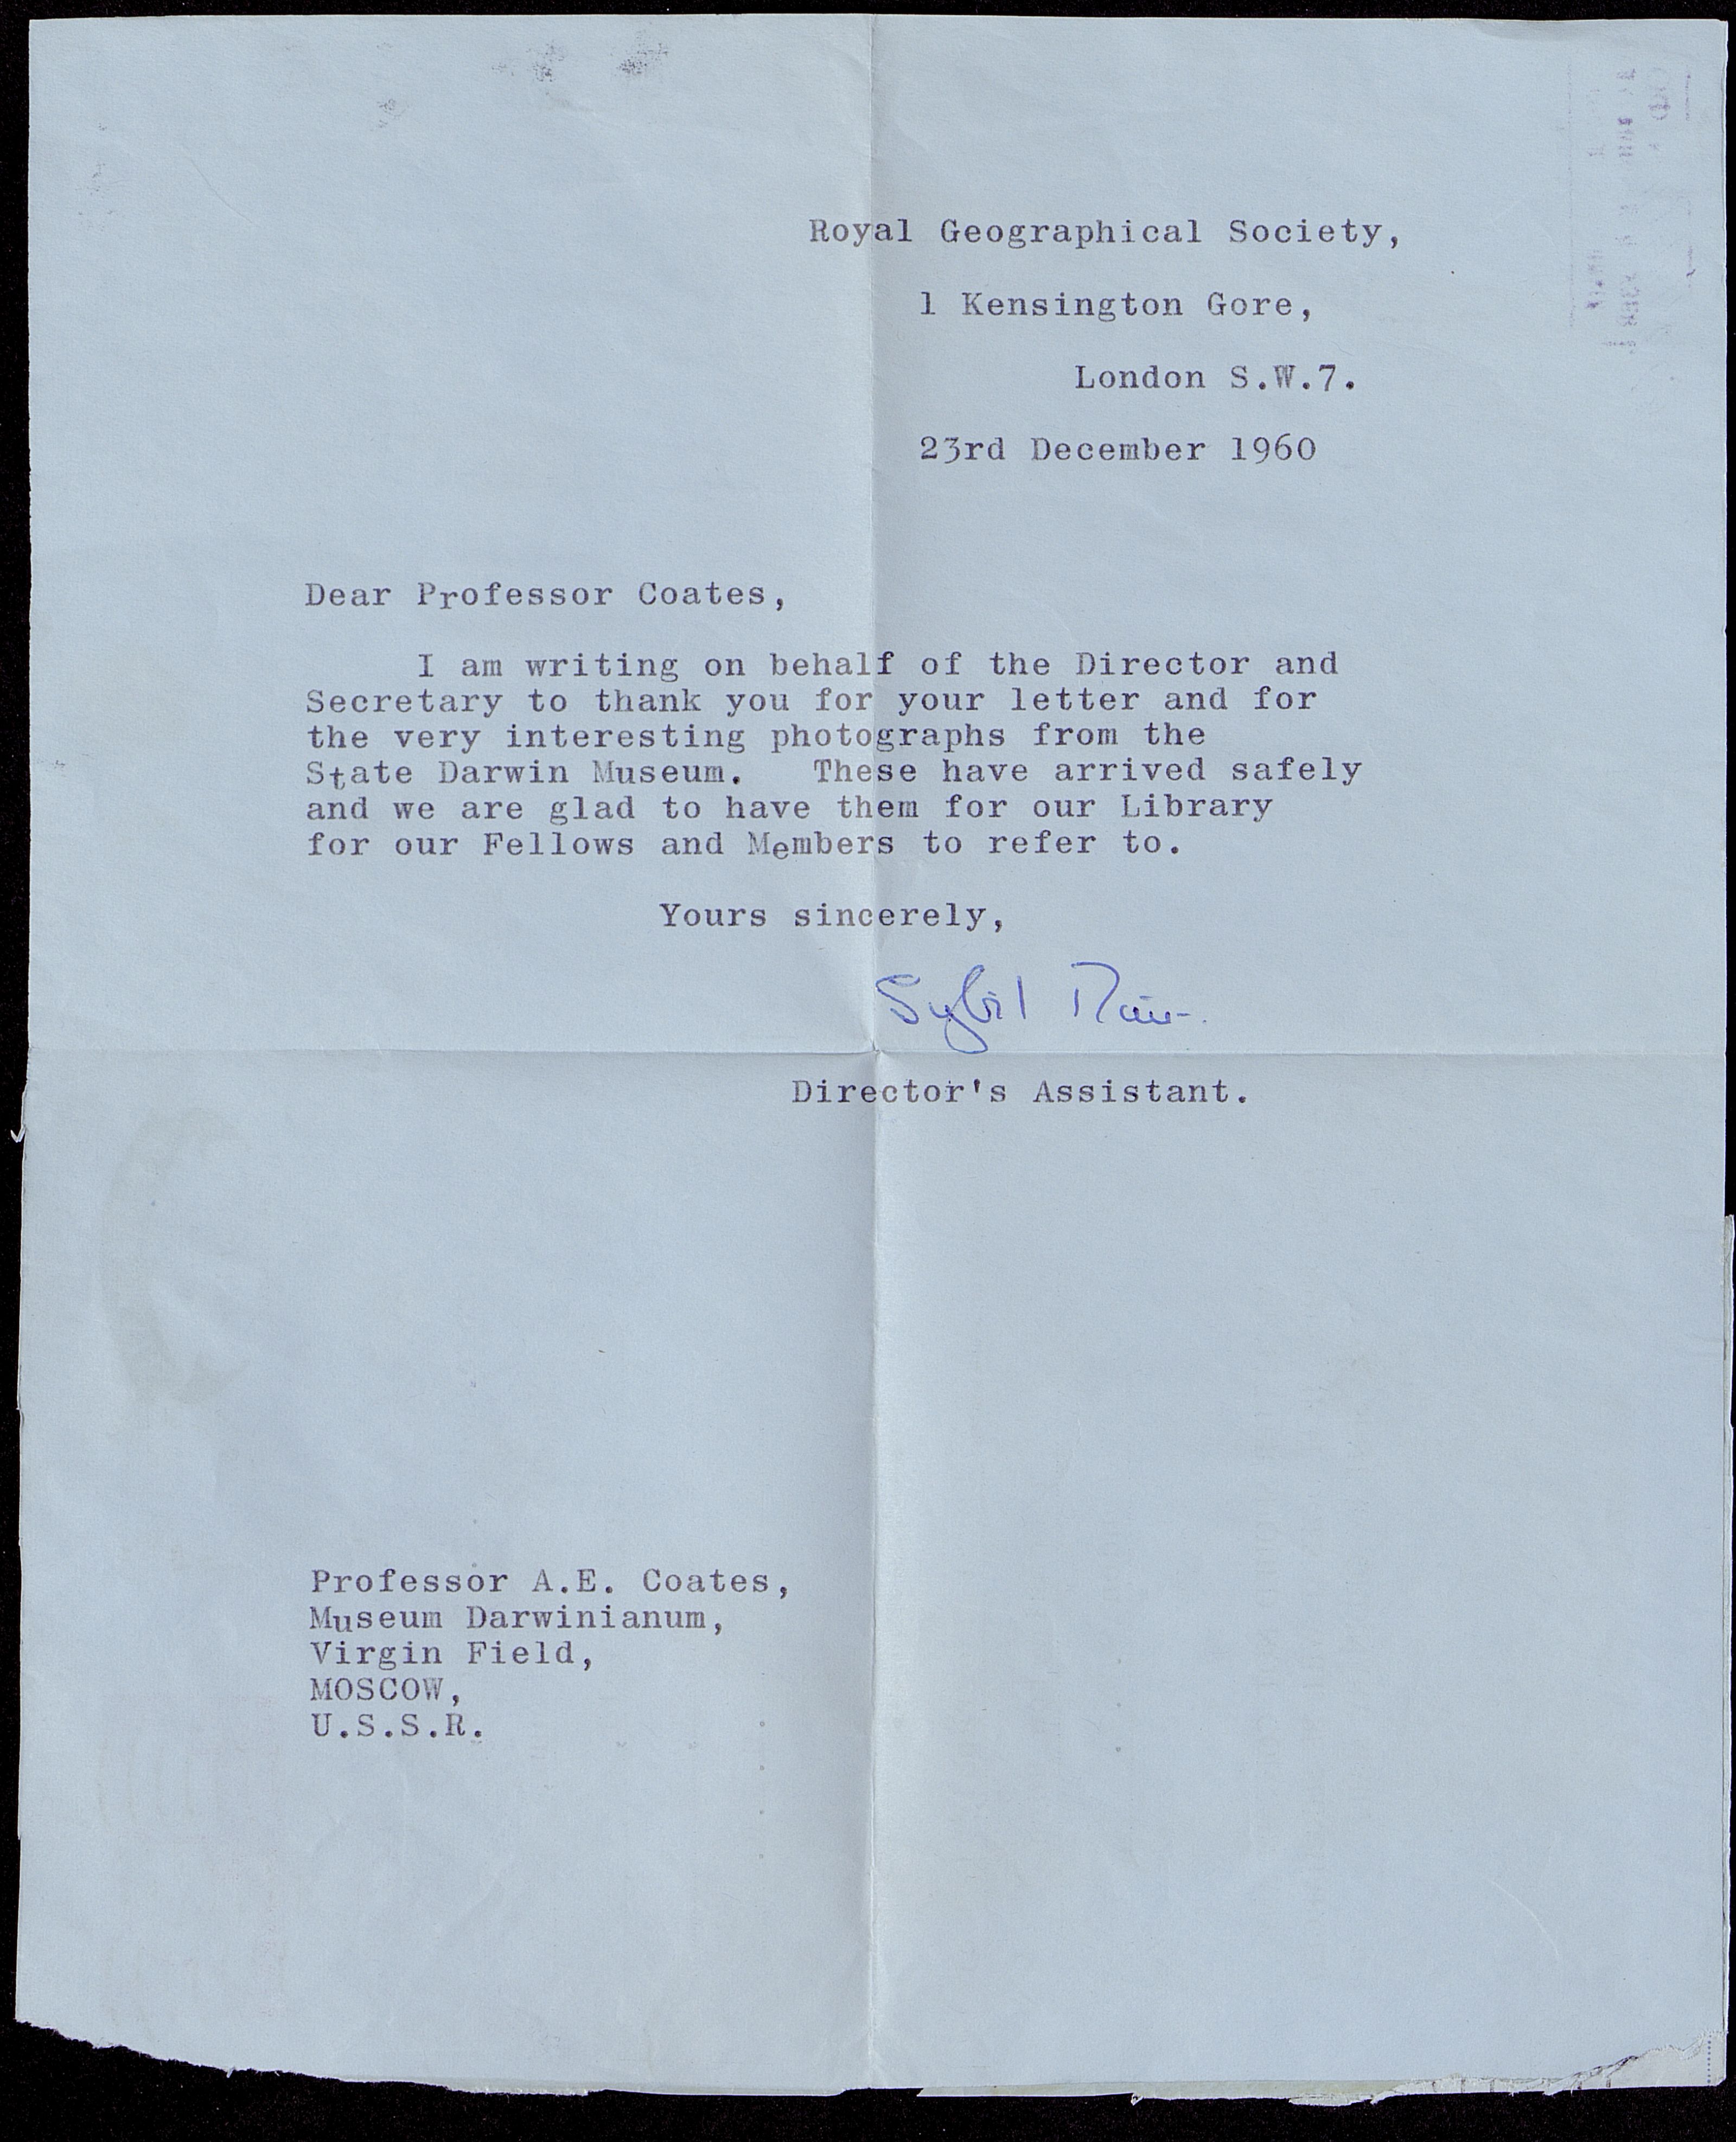 Royal Geographical Society,
1 Kensington Gore,
London S.W.7.
23rd December 1960
Dear Professor Coates,
I am writing on behalf of the Director and
Secretary to thank you for your letter and for
the very interesting photographs from the
State Darwin Museum. These have arrived safely
and we are glad to have them for our Library
for our Fellows and Members to refer to.
Yours sincerely,
Sybil
Director's Assistant.
Professor A.E. Coates,
Museum Darwinianum,
Virgin Field,
MOSCOW,
U.S.S.R.